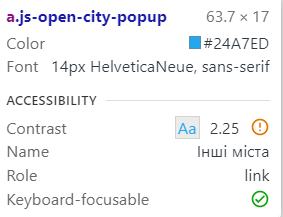 a.js-open-city-popup 63.7 × 17
Color #24A7ED
Font 14px HelveticaNeue, sans-serif
ACCESSIBILITY
Contrast Aa 2.25
Name Інші міста
Role link
Keyboard-focusable